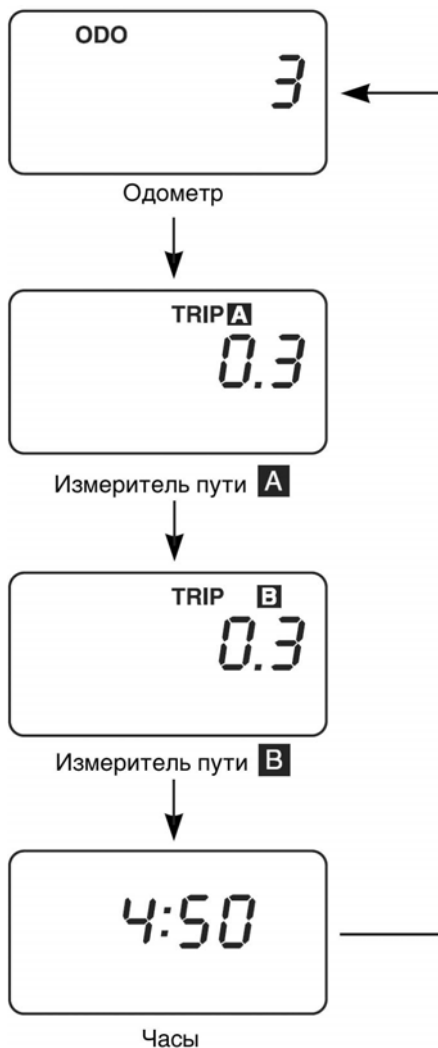 ODO
3
Одометр
TRIP A
0.3
Измеритель пути A
TRIP B
0.3
Измеритель пути B
4:50
Часы